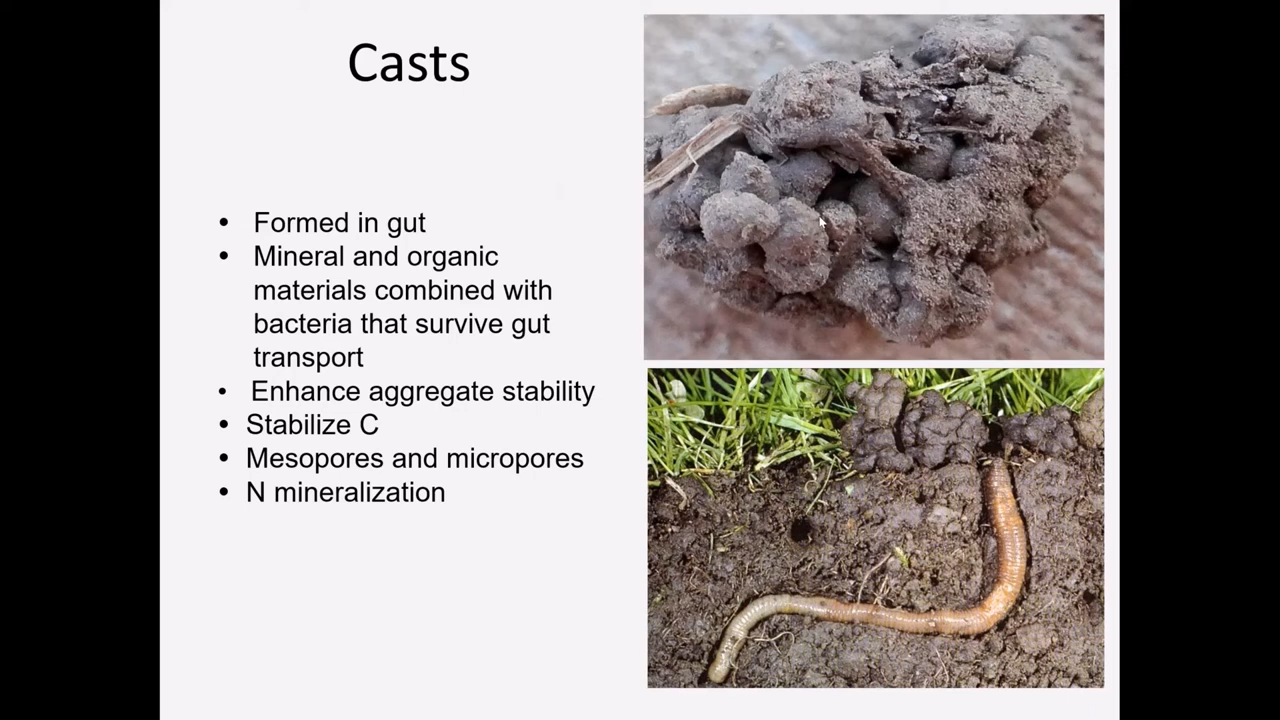 Casts
• Formed in gut
• Mineral and organic
materials combined with
bacteria that survive gut
transport
• Enhance aggregate stability
• Stabilize C
• Mesopores and micropores
• N mineralization